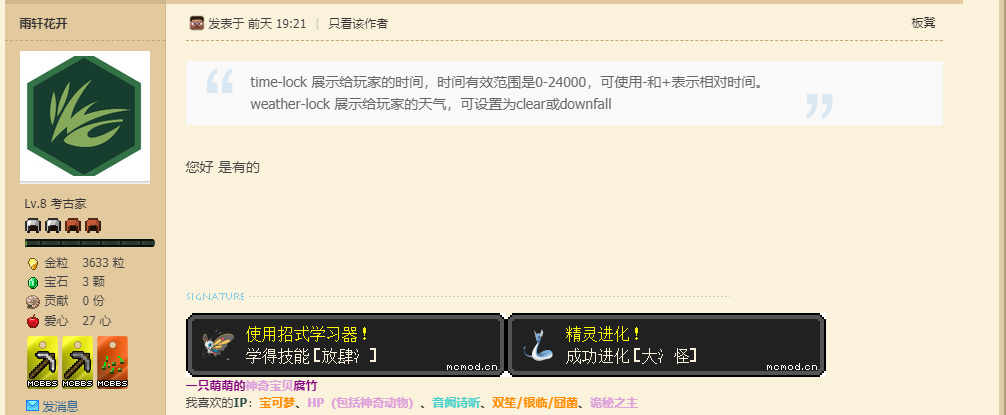 雨轩花开
发表于 前天 19:21 | 只看该作者
板凳
time-lock 展示给玩家的时间，时间有效范围是0-24000，可使用-和+表示相对时间。
weather-lock 展示给玩家的天气，可设置为clear或downfall
您好 是有的
Lv.8 考古家
金粒 3633 粒
宝石 3 颗
贡献 0 份
爱心 27 心
MCBBS MCBBS MCBBS
发消息
SIGNATURE
使用招式学习器！
学得技能[放肆氵]
mcmod.cn
精灵进化！
成功进化[大氵怪]
mcmod.cn
一只萌萌的神奇宝贝腐竹
我喜欢的IP：宝可梦、HP（包括神奇动物）、音阙诗听、双笙/银临/囧菌、诡秘之主